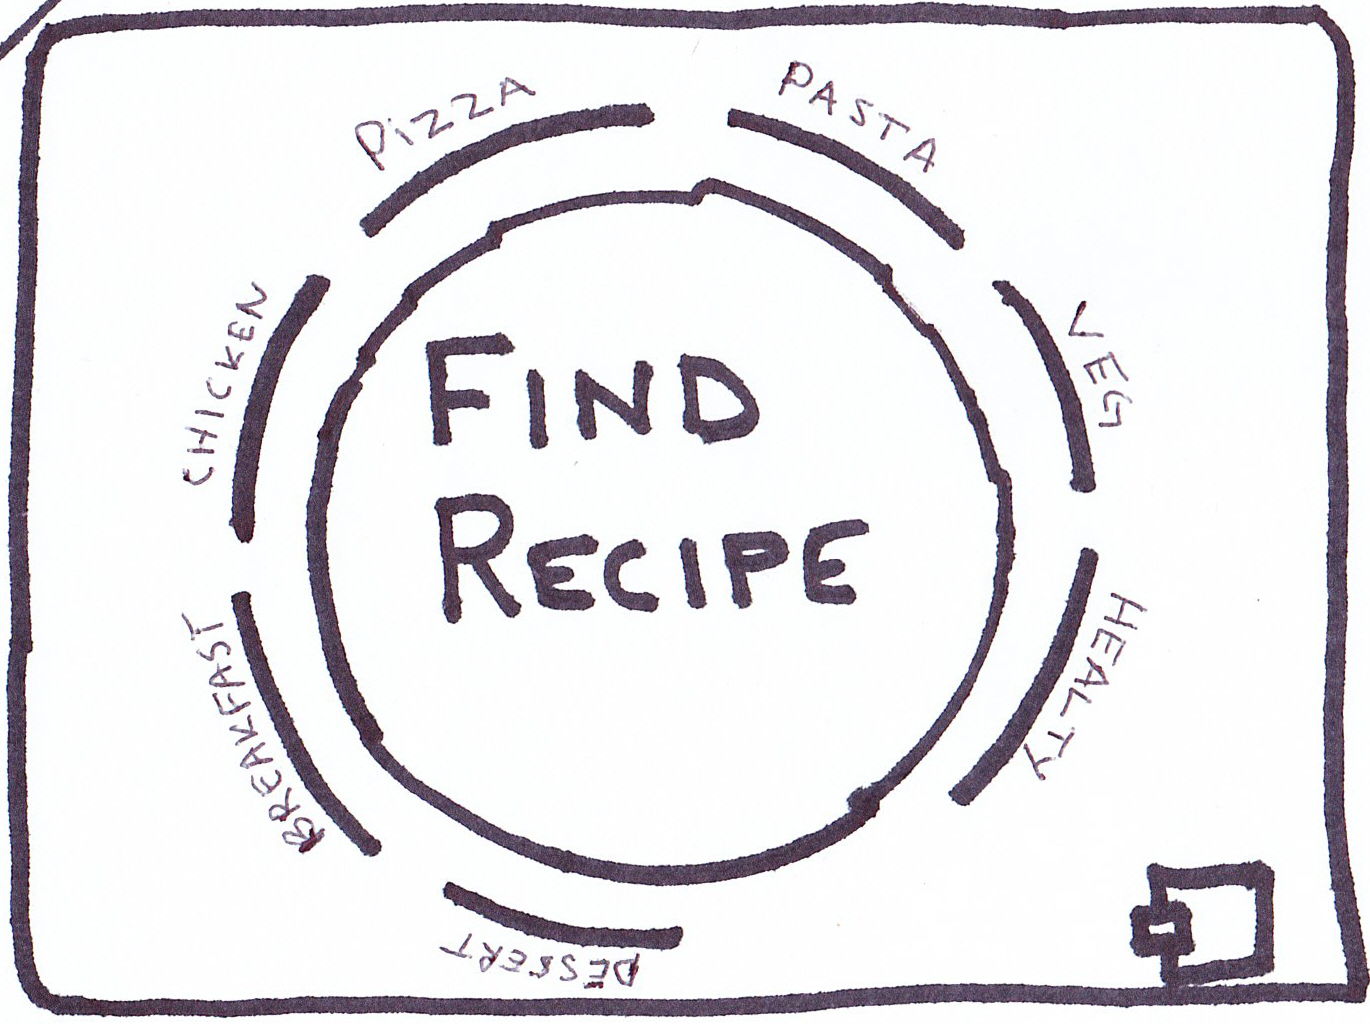 PIZZA
PASTA
VEG
HEALTY
DESSERT
BREAKFAST
CHICKEN
FIND
RECIPE